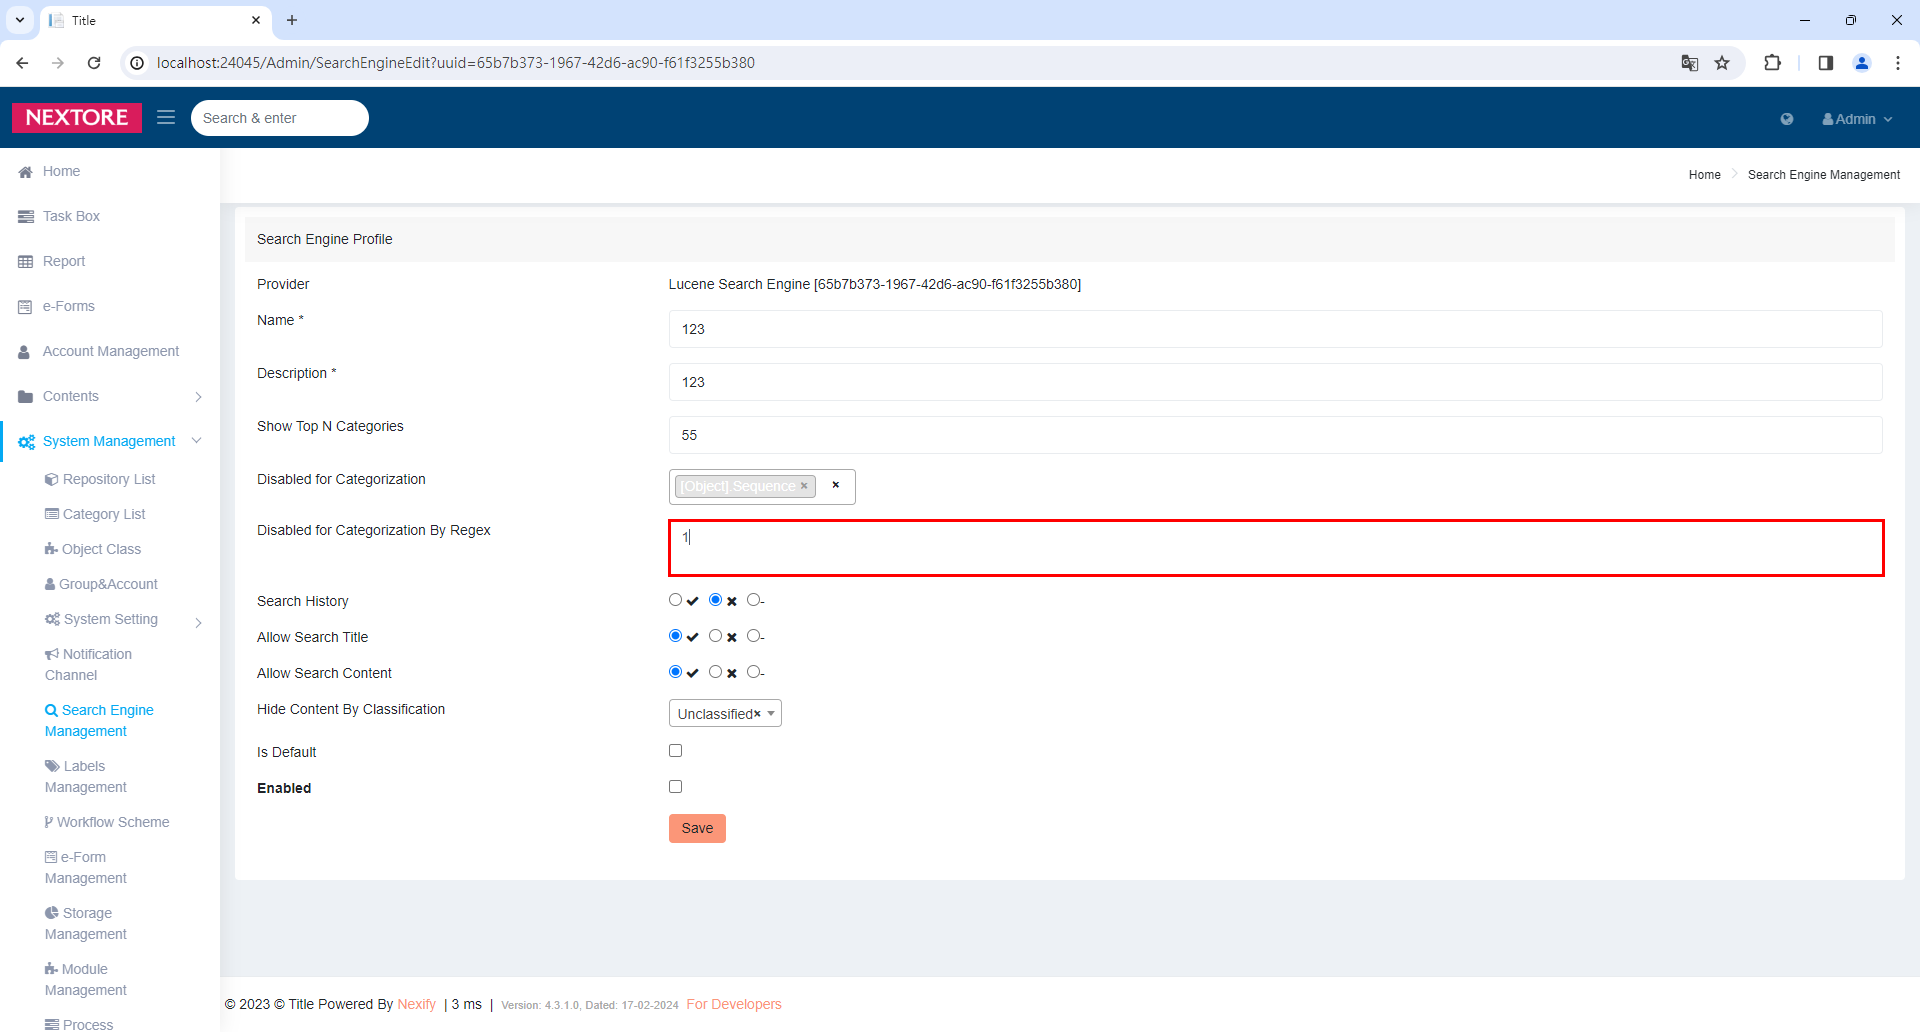 Title
localhost:24045/Admin/SearchEngineEdit?uuid=65b7b373-1967-42d6-ac90-f61f3255b380
NEXTORE
Search & enter
Admin
Home
Task Box
Report
e-Forms
Account Management
Contents
System Management
Repository List
Category List
Object Class
Group&Account
System Setting
Notification
Channel
Search Engine
Management
Labels
Management
Workflow Scheme
e-Form
Management
Storage
Management
Module
Management
Process
Home
Search Engine Management
Search Engine Profile
Provider
Lucene Search Engine [65b7b373-1967-42d6-ac90-f61f3255b380]
Name *
123
Description *
123
Show Top N Categories
55
Disabled for Categorization
[Object].Sequence × ×
Disabled for Categorization By Regex
1
Search History
-
Allow Search Title
-
Allow Search Content
-
Hide Content By Classification
Unclassified×
Is Default
Enabled
Save
© 2023 © Title Powered By Nexify | 3 ms | Version: 4.3.1.0, Dated: 17-02-2024 For Developers